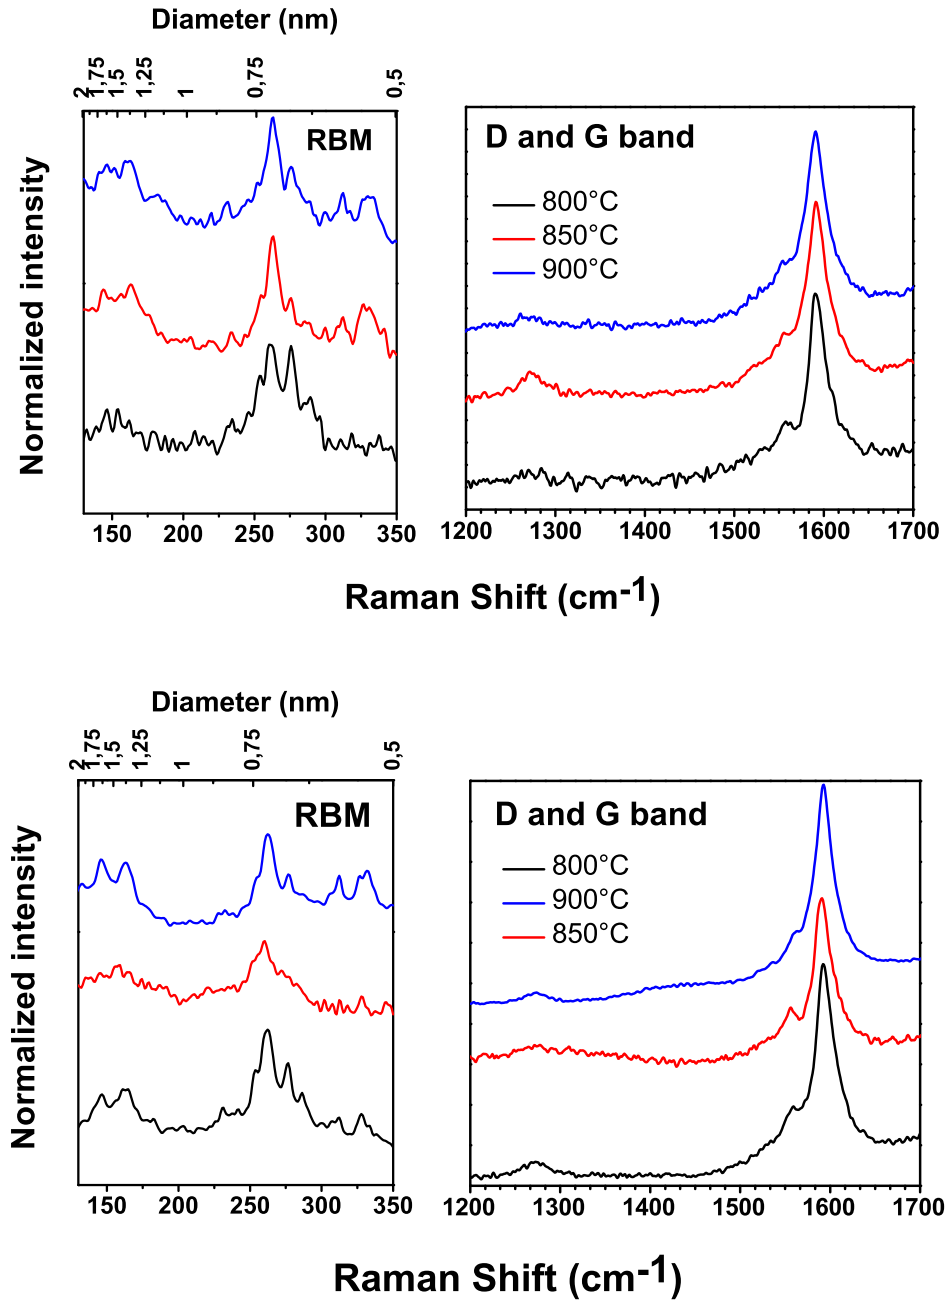 Diameter (nm)
2 1,75 1,5 1,25 1 0,75 0,5
RBM
D and G band
800°C
850°C
900°C
Normalized intensity
150 200 250 300 350
1200 1300 1400 1500 1600 1700
Raman Shift (cm-1)
Diameter (nm)
2 1,75 1,5 1,25 1 0,75 0,5
RBM
D and G band
800°C
900°C
850°C
Normalized intensity
150 200 250 300 350
1200 1300 1400 1500 1600 1700
Raman Shift (cm-1)